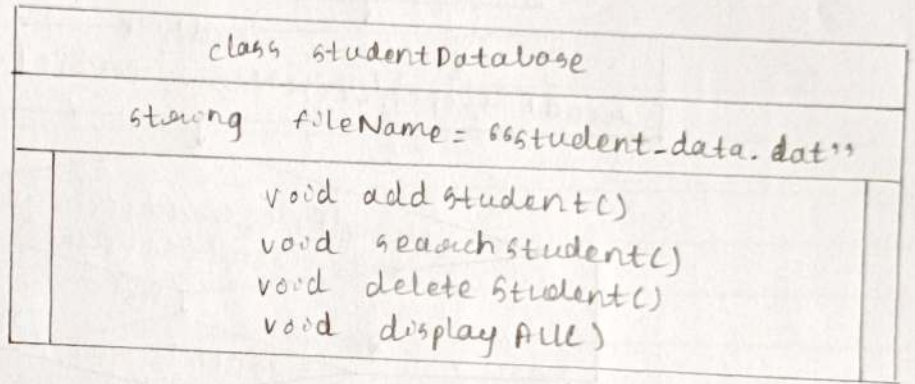 class studentDatabase
string fileName = "student-data.dat"
void addstudent()
void searchstudent()
void deleteStudent()
void displayAll()